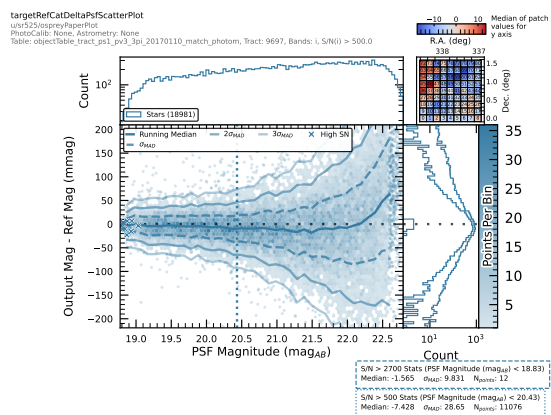 targetRefCatDeltaPsfScatterPlot
u/sr525/ospreyPaperPlot
PhotoCalib: None, Astrometry: None
Table: objectTable_tract_ps1_pv3_3pi_20170110_match_photom, Tract: 9697, Bands: i, S/N(i) > 500.0
−10 0 10
Median of patch
values for
y axis
R.A. (deg)
338 337
1.5
1.0
0.5
0.0
Dec. (deg)
Count
10²
Stars (18981)
Running Median 2σMAD 3σMAD High SN
σMAD
200
150
100
50
0
−50
−100
−150
−200
Output Mag - Ref Mag (mmag)
19.0 19.5 20.0 20.5 21.0 21.5 22.0 22.5
PSF Magnitude (magAB)
10¹ 10³
Count
35
30
25
20
15
10
5
Points Per Bin
S/N > 2700 Stats (PSF Magnitude (magAB) < 18.83)
Median: -1.565 σMAD: 9.831 Npoints: 12
S/N > 500 Stats (PSF Magnitude (magAB) < 20.43)
Median: -7.428 σMAD: 28.65 Npoints: 11076